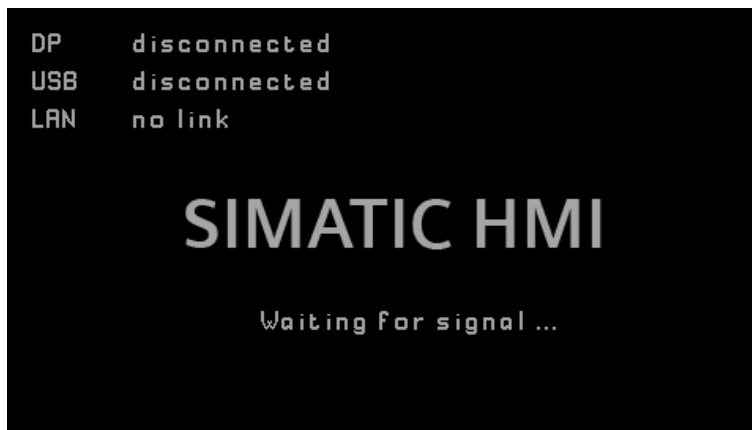 DP disconnected
USB disconnected
LAN no link
SIMATIC HMI
Waiting for signal ...